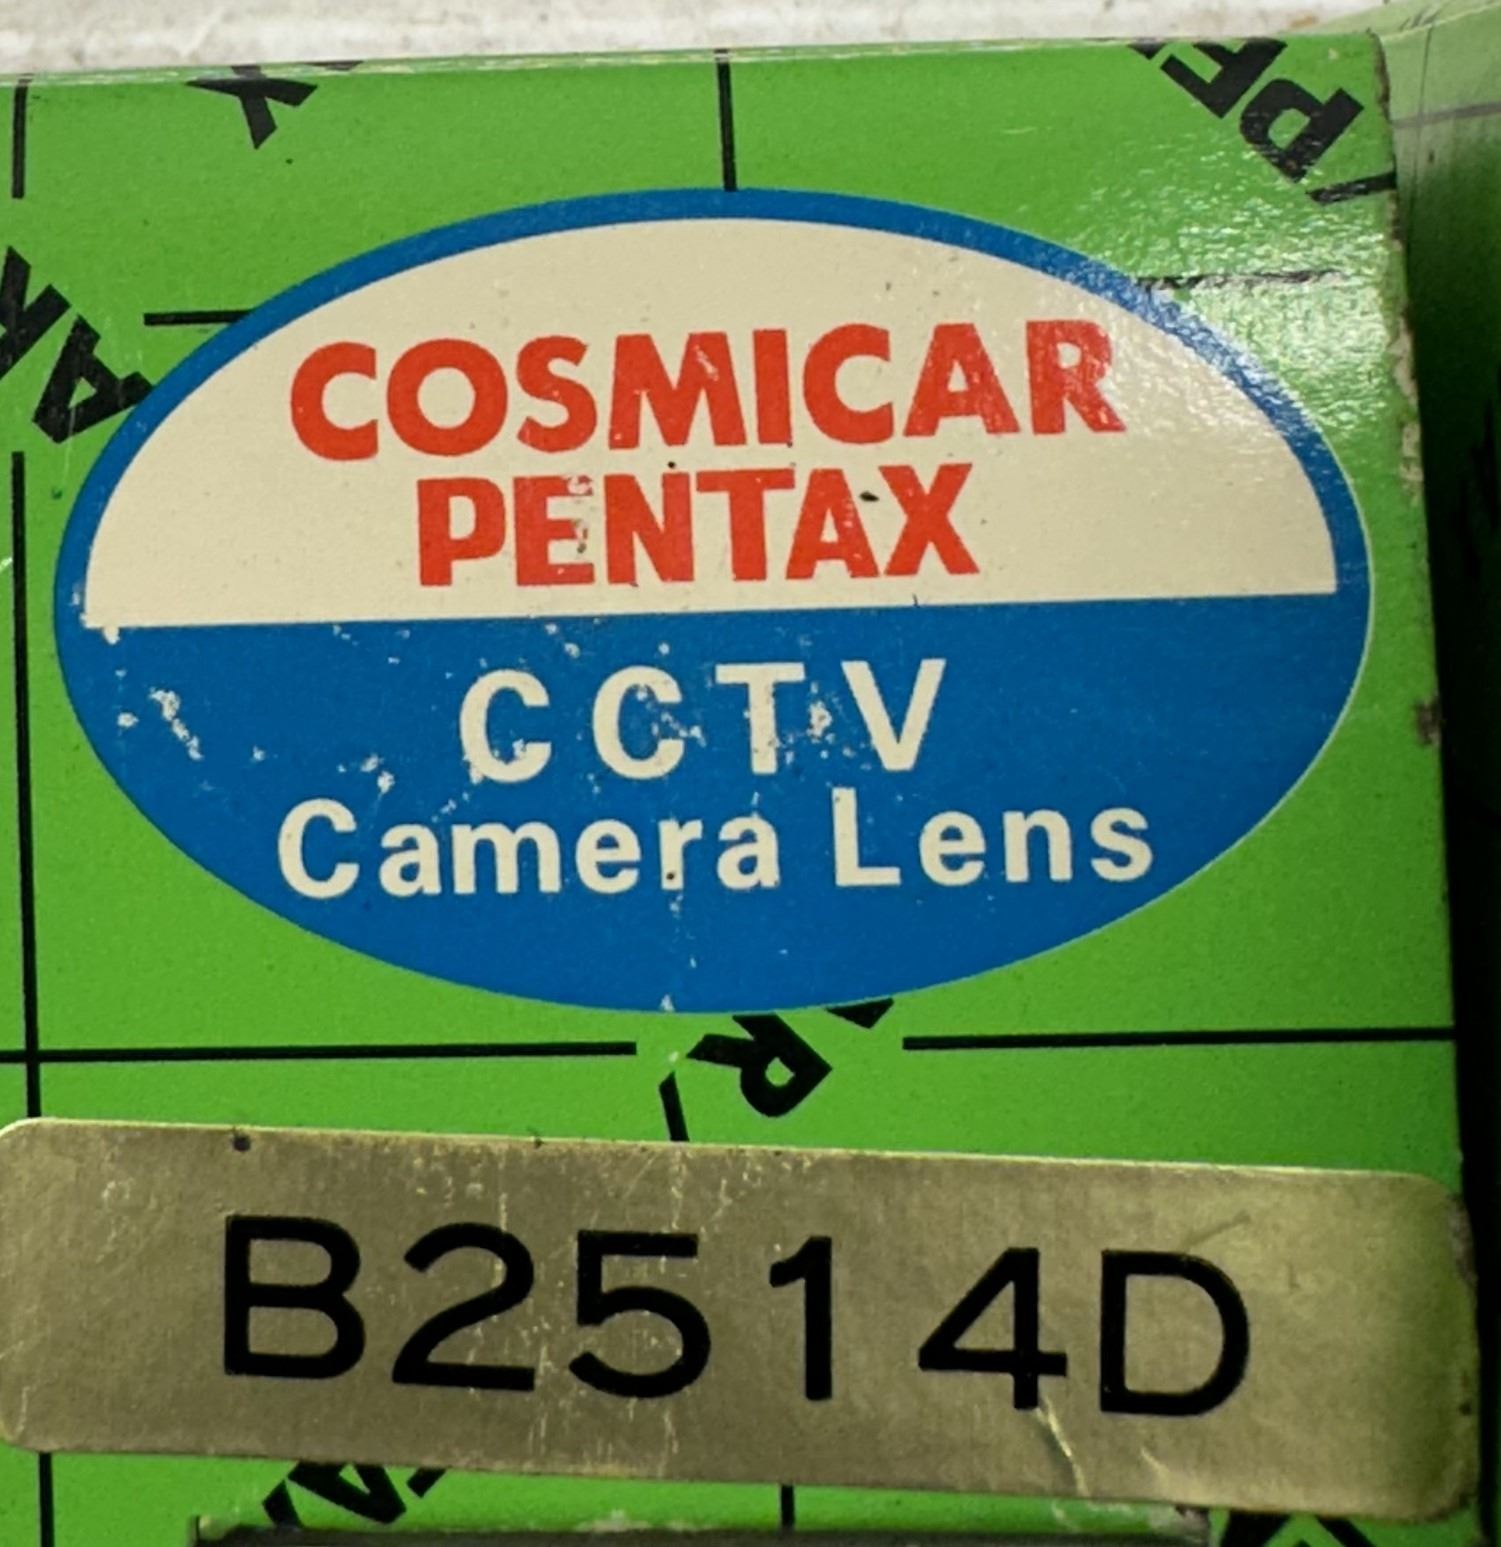 COSMICAR
PENTAX
CCTV
Camera Lens
B2514D